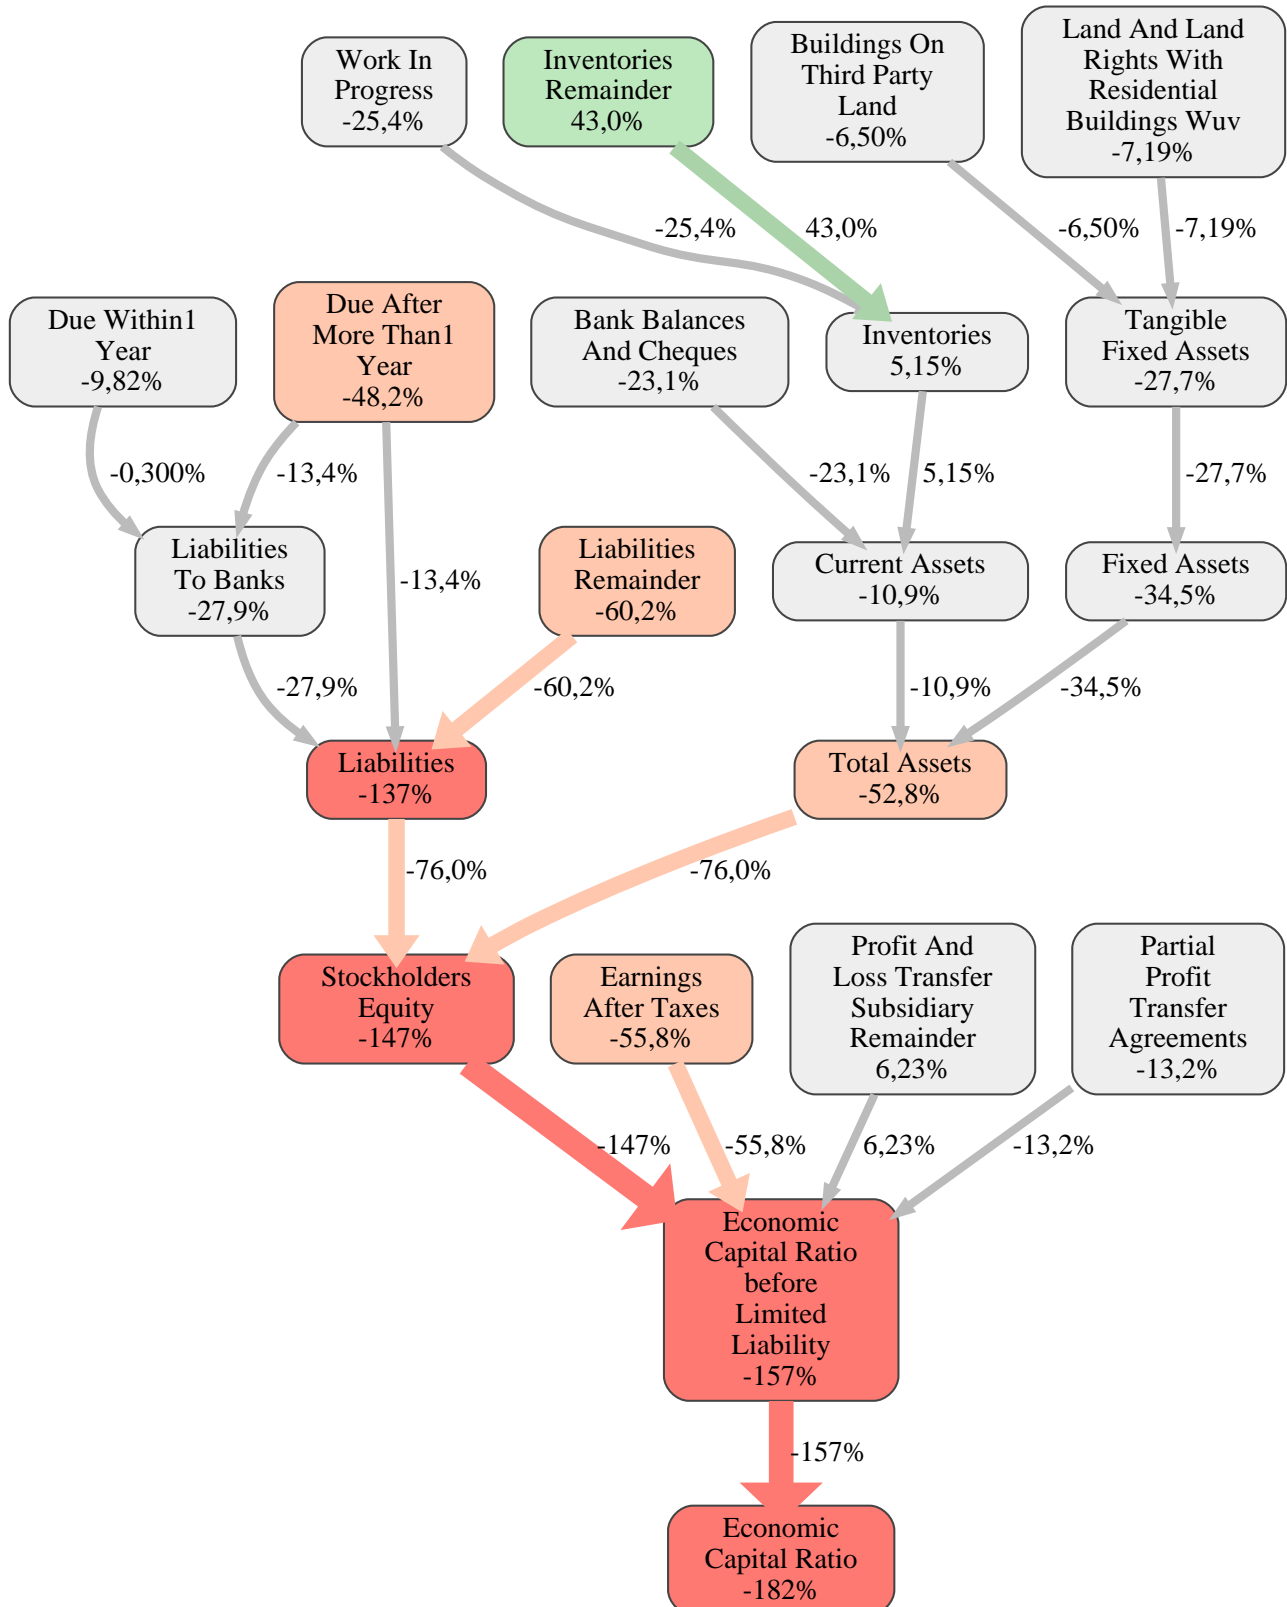 Work In
Progress
-25,4%
Inventories
Remainder
43,0%
Buildings On
Third Party
Land
-6,50%
Land And Land
Rights With
Residential
Buildings Wuv
-7,19%
-25,4%
43,0%
-6,50%
-7,19%
Due Within1
Year
-9,82%
Due After
More Than1
Year
-48,2%
Bank Balances
And Cheques
-23,1%
Inventories
5,15%
Tangible
Fixed Assets
-27,7%
-0,300%
-13,4%
-23,1%
5,15%
-27,7%
Liabilities
To Banks
-27,9%
-13,4%
Liabilities
Remainder
-60,2%
Current Assets
-10,9%
Fixed Assets
-34,5%
-27,9%
-60,2%
-10,9%
-34,5%
Liabilities
-137%
Total Assets
-52,8%
-76,0%
-76,0%
Stockholders
Equity
-147%
Earnings
After Taxes
-55,8%
Profit And
Loss Transfer
Subsidiary
Remainder
6,23%
Partial
Profit
Transfer
Agreements
-13,2%
-147%
-55,8%
6,23%
-13,2%
Economic
Capital Ratio
before
Limited
Liability
-157%
-157%
Economic
Capital Ratio
-182%